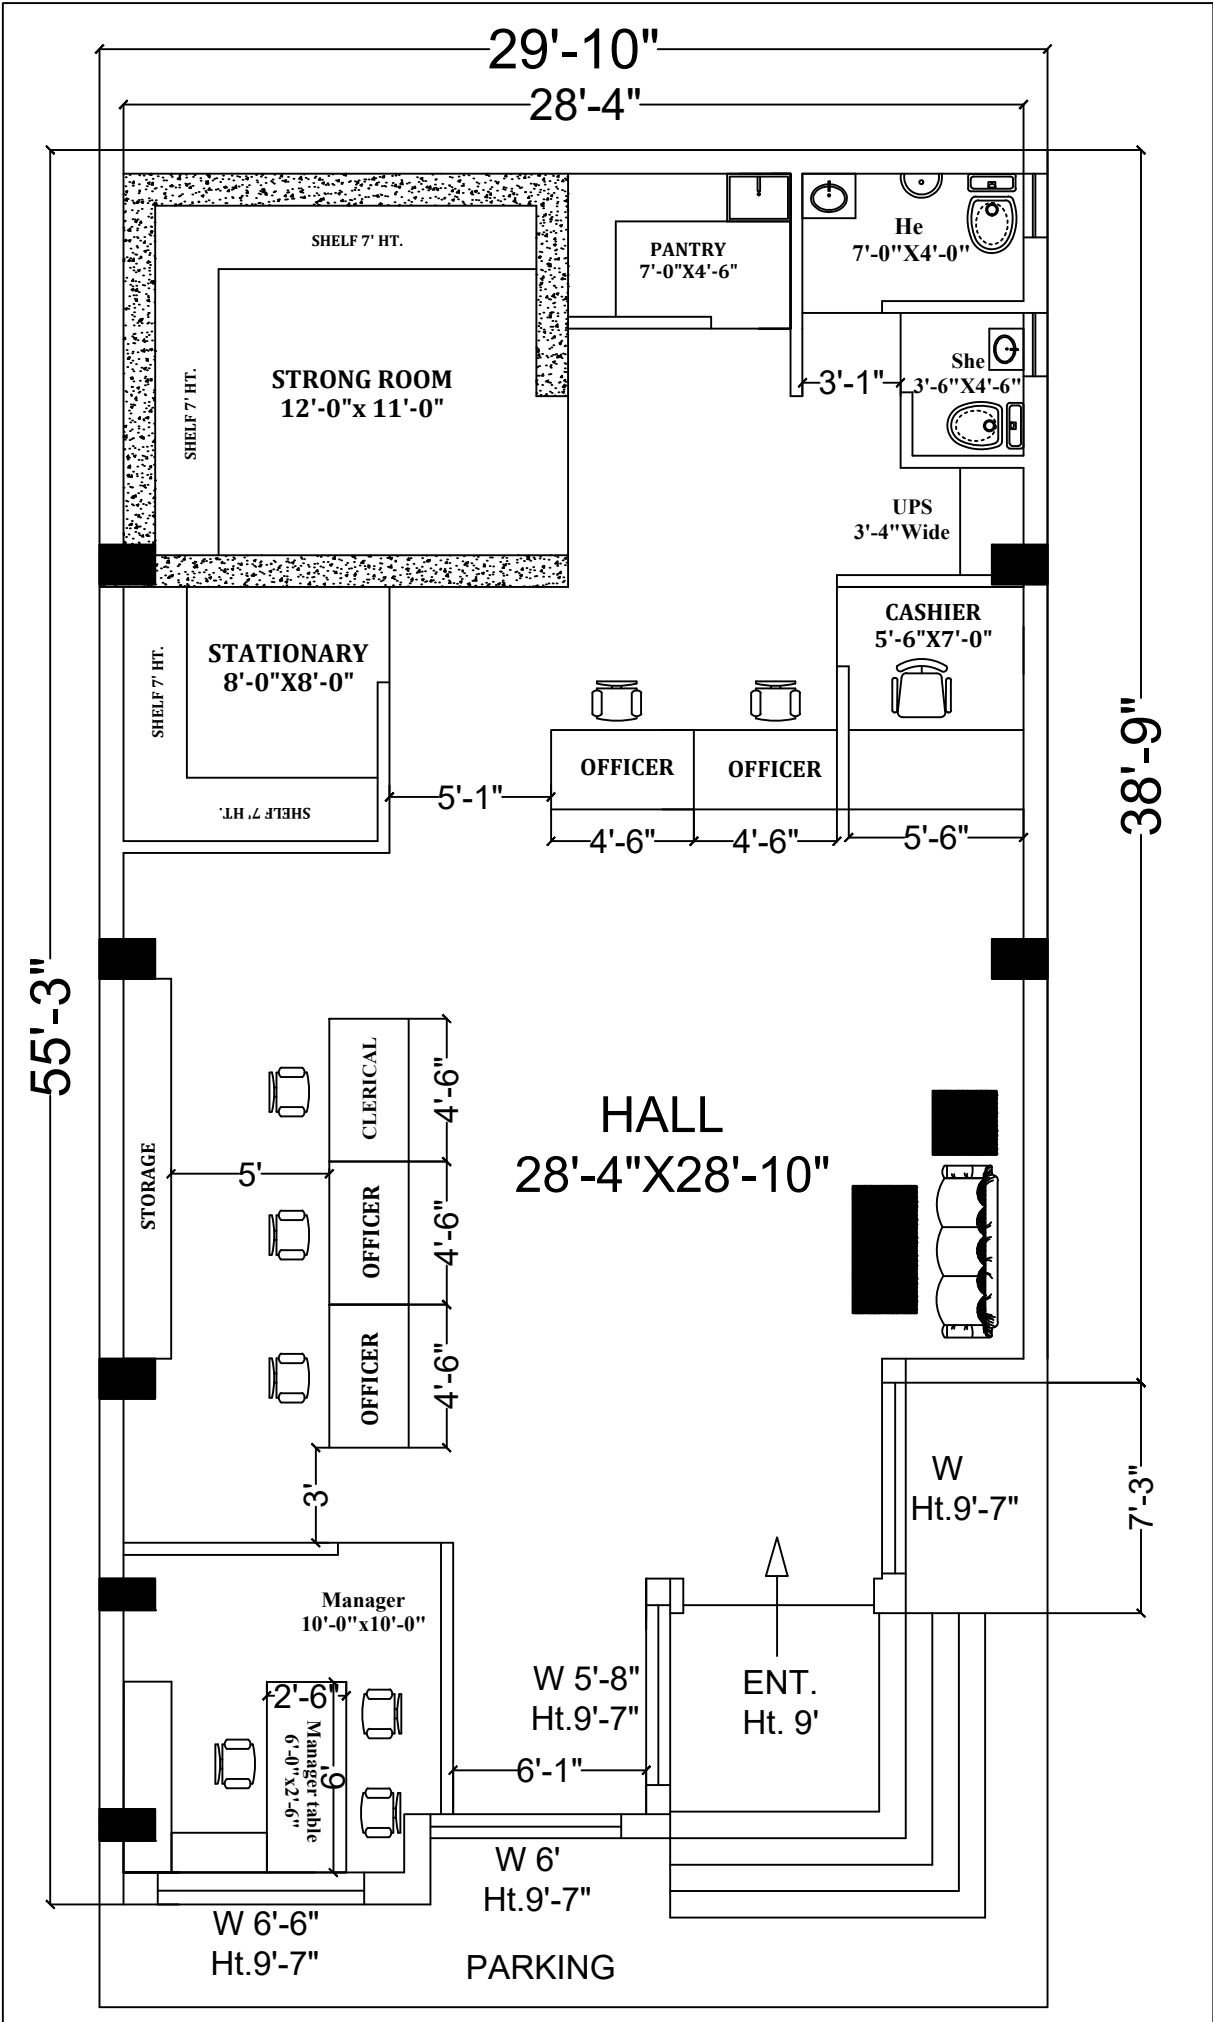 29'-10"
28'-4"
SHELF 7' HT.
PANTRY
7'-0"X4'-6"
He
7'-0"X4'-0"
STRONG ROOM
12'-0"x 11'-0"
SHELF 7' HT.
3'-1"
She
3'-6"X4'-6"
UPS
3'-4"Wide
CASHIER
5'-6"X7'-0"
STATIONARY
8'-0"X8'-0"
SHELF 7' HT.
SHELF 7' HT.
OFFICER
OFFICER
5'-1"
4'-6"
4'-6"
5'-6"
38'-9"
55'-3"
CLERICAL
4'-6"
HALL
28'-4"X28'-10"
STORAGE
5'
OFFICER
4'-6"
OFFICER
4'-6"
3'
W
Ht.9'-7"
7'-3"
Manager
10'-0"x10'-0"
2'-6"
Manager table
6'-0"x2'-6"
6'
W 5'-8"
Ht.9'-7"
ENT.
Ht. 9'
6'-1"
W 6'
Ht.9'-7"
W 6'-6"
Ht.9'-7"
PARKING